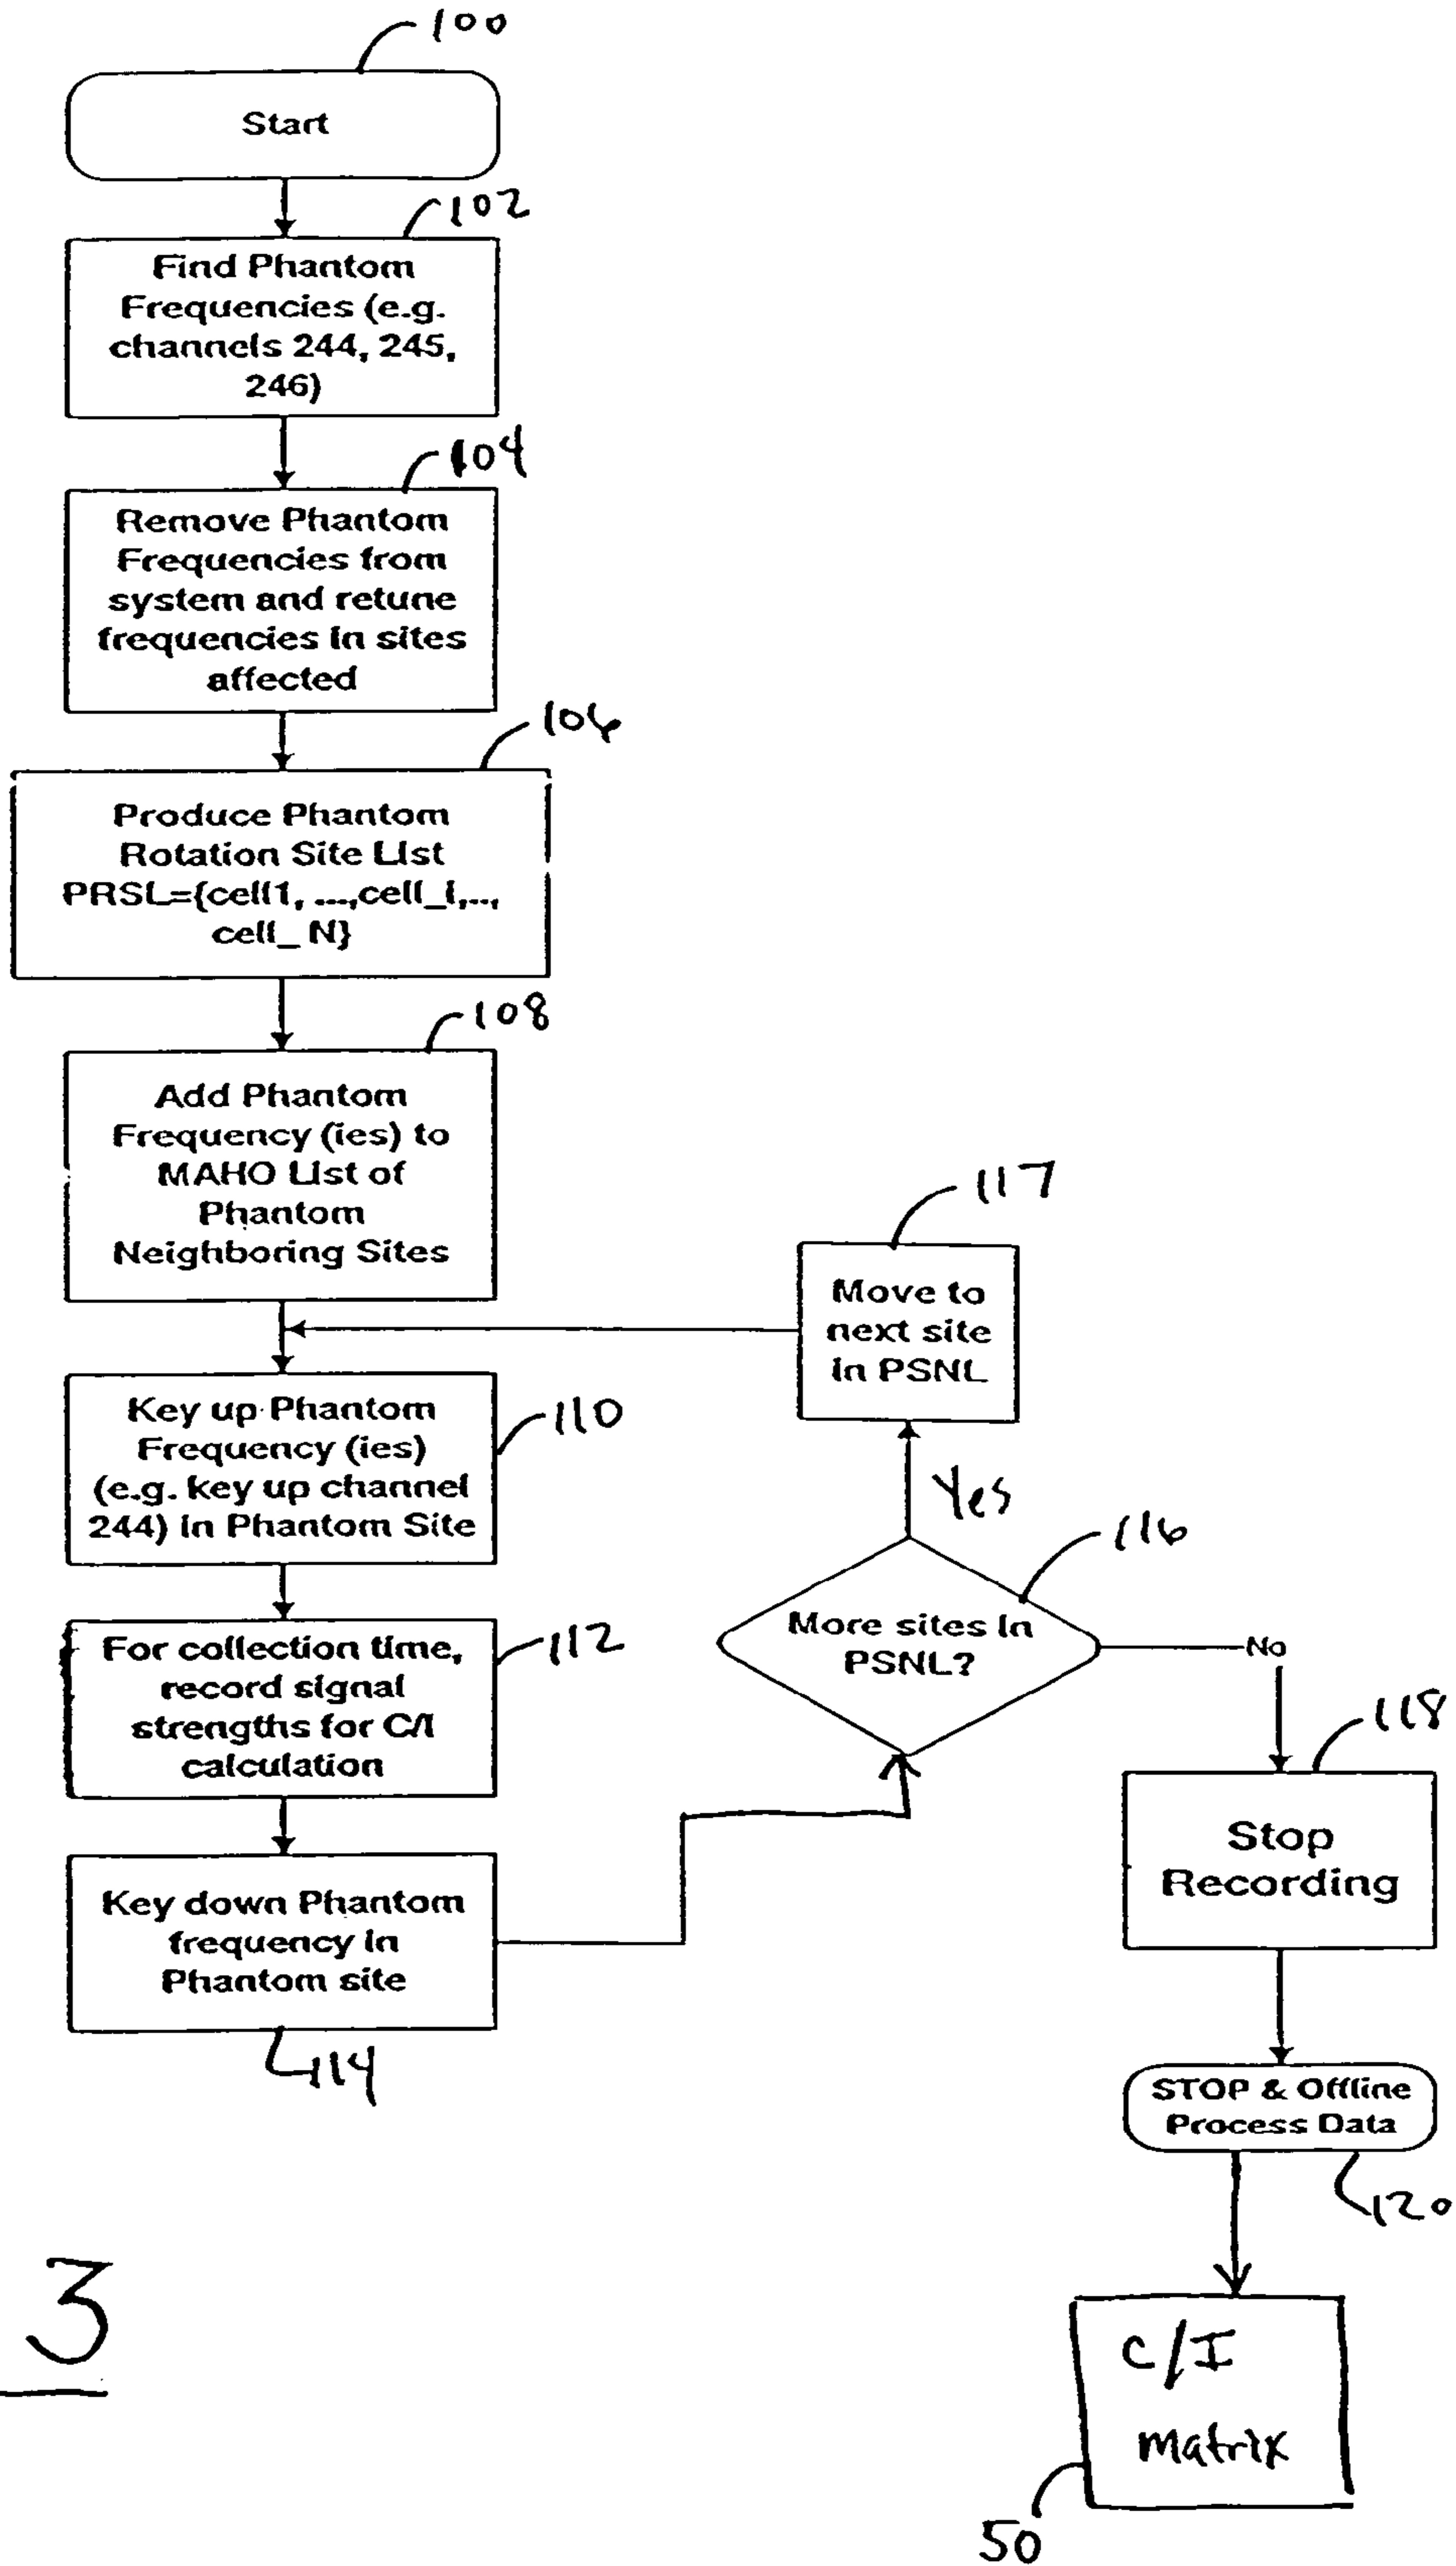 100
Start
102
Find Phantom
Frequencies (e.g.
channels 244, 245,
246)
104
Remove Phantom
Frequencies from
system and retune
frequencies in sites
affected
106
Produce Phantom
Rotation Site List
PRSL={cell1, ...,cell_i,..,
cell_ N}
108
Add Phantom
Frequency (ies) to
MAHO List of
Phantom
Neighboring Sites
117
Move to
next site
in PSNL
Key up Phantom
Frequency (ies)
(e.g. key up channel
244) in Phantom Site
110
Yes
116
More sites in
PSNL?
No
For collection time,
record signal
strengths for C/I
calculation
112
118
Stop
Recording
Key down Phantom
frequency in
Phantom site
114
STOP & Offline
Process Data
120
C/I
matrix
50
3